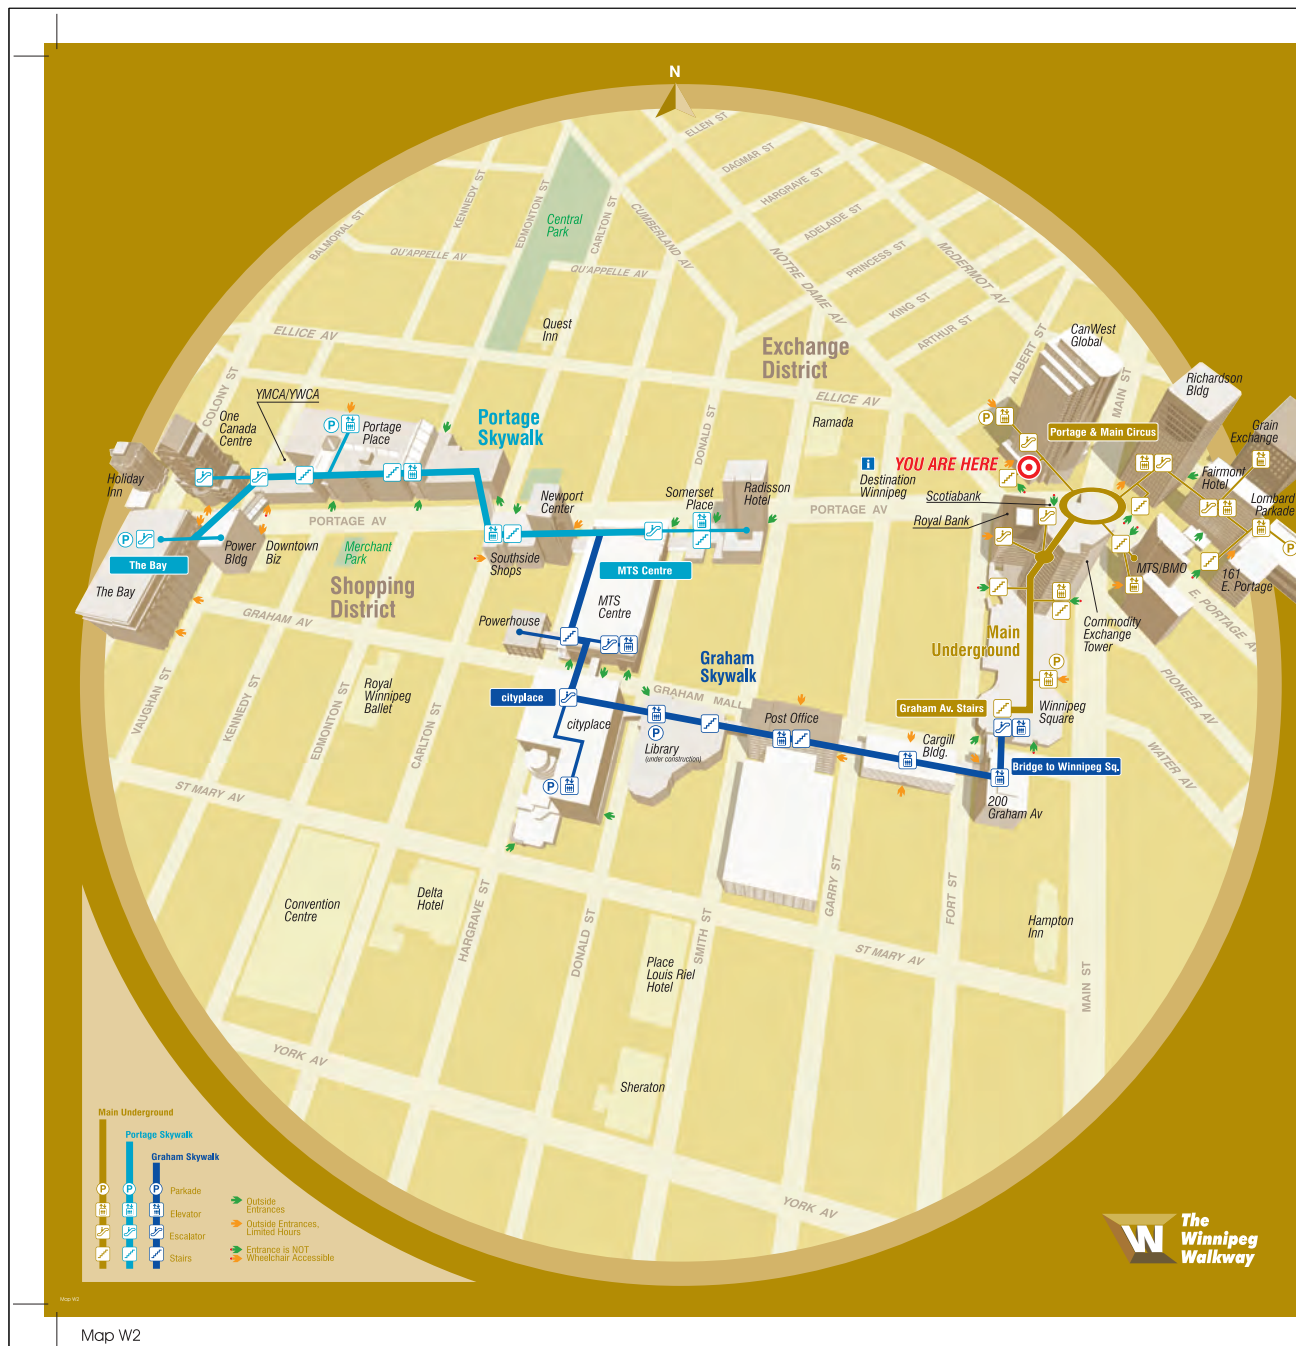 N
ELLEN ST
DAGMAR ST
HARGRAVE ST
ADELAIDE ST
PRINCESS ST
KING ST
ARTHUR ST
ALBERT ST
McDERMOT AV
NOTRE DAME AV
CUMBERLAND AV
CARLTON ST
EDMONTON ST
KENNEDY ST
BALMORAL ST
Central
Park
QU'APPELLE AV
QU'APPELLE AV
ELLICE AV
Quest
Inn
Exchange
District
CanWest
Global
MAIN ST
Richardson
Bldg
COLONY ST
YMCA/YWCA
One
Canada
Centre
P
Portage
Place
Portage
Skywalk
DONALD ST
ELLICE AV
Ramada
P
Portage & Main Circus
Grain
Exchange
YOU ARE HERE
i
Destination
Winnipeg
Scotiabank
Royal Bank
Fairmont
Hotel
Lombard
Parkade
P
Holiday
Inn
Newport
Center
Somerset
Place
Radisson
Hotel
PORTAGE AV
PORTAGE AV
P
The Bay
Power
Bldg
Downtown
Biz
Merchant
Park
Southside
Shops
MTS Centre
MTS/BMO
161
E. Portage
The Bay
Shopping
District
MTS
Centre
E. PORTAGE AV
GRAHAM AV
Powerhouse
Commodity
Exchange
Tower
Main
Underground
Graham
Skywalk
P
PIONEER AV
VAUGHAN ST
KENNEDY ST
EDMONTON ST
CARLTON ST
Royal
Winnipeg
Ballet
cityplace
cityplace
GRAHAM MALL
Graham Av. Stairs
Winnipeg
Square
Post Office
P
Library
(under construction)
Cargill
Bldg.
WATER AV
Bridge to Winnipeg Sq.
P
200
Graham Av
ST MARY AV
Convention
Centre
Delta
Hotel
HARGRAVE ST
DONALD ST
SMITH ST
GARRY ST
FORT ST
Hampton
Inn
ST MARY AV
MAIN ST
Place
Louis Riel
Hotel
YORK AV
Sheraton
YORK AV
Main Underground
Portage Skywalk
Graham Skywalk
P P P Parkade
Elevator
Escalator
Stairs
Outside
Entrances
Outside Entrances,
Limited Hours
Entrance is NOT
Wheelchair Accessible
W
The
Winnipeg
Walkway
Map W2
Map W2